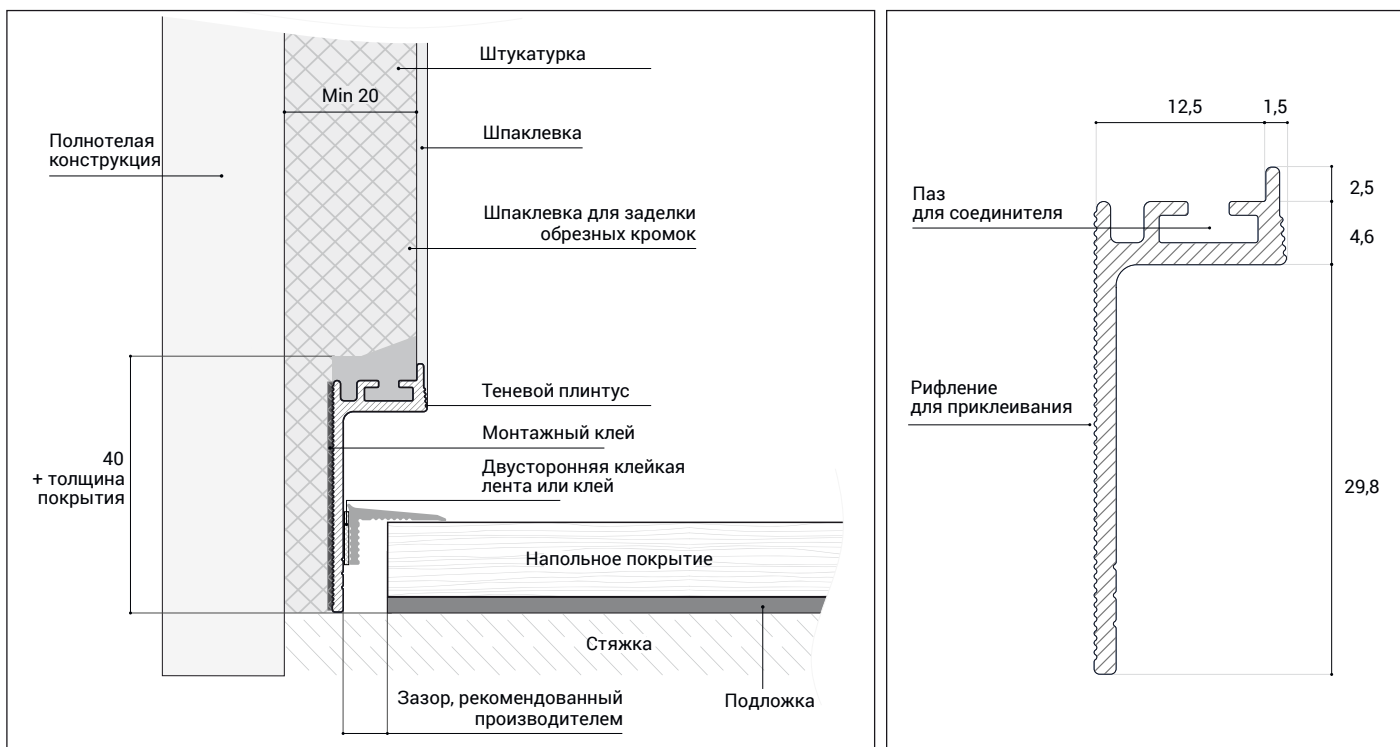 Штукатурка
Min 20
Полнотелая
конструкция
Шпаклевка
Шпаклевка для заделки
обрезных кромок
Теневой плинтус
Монтажный клей
Двусторонняя клейкая
лента или клей
40
+ толщина
покрытия
Напольное покрытие
Стяжка
Зазор, рекомендованный
производителем
Подложка
12,5
1,5
2,5
Паз
для соединителя
4,6
Рифление
для приклеивания
29,8